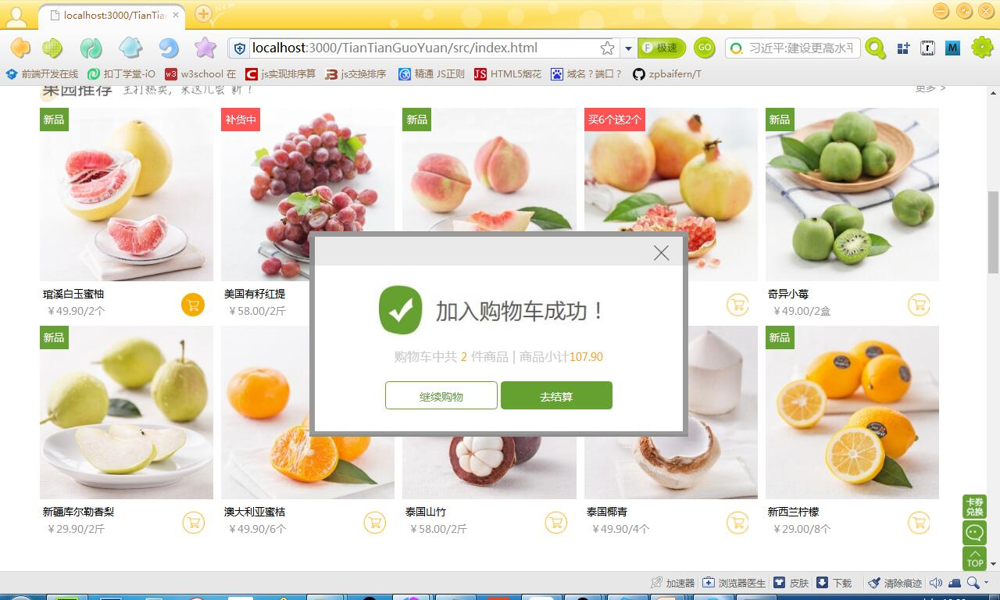 localhost:3000/TianTian
New
localhost:3000/TianTianGuoYuan/src/index.html
极速
GO
习近平:建设更高水平
M
前端开发在线 扣丁学堂-iO w3school 在 js实现排序算 js交换排序 精通 JS正则 HTML5烟花 域名?端口? zpbaifern/T
果园推荐
更多 >
新品
补货中
新品
买6个送2个
新品
加入购物车成功！
购物车中共 2 件商品 | 商品小计107.90
继续购物 去结算
琯溪白玉蜜柚
￥49.90/2个
美国有籽红提
￥58.00/2斤
奇异小莓
￥49.00/2盒
新品
新品
新疆库尔勒香梨
￥29.90/2斤
澳大利亚蜜桔
￥49.90/6个
泰国山竹
￥58.00/2斤
泰国椰青
￥49.90/4个
新西兰柠檬
￥29.00/8个
卡券
兑换
TOP
加速器 浏览器医生 皮肤 下载 清除痕迹